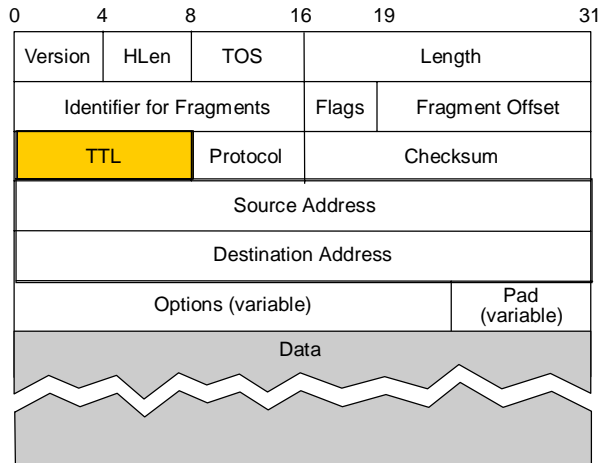 0 4 8 16 19 31
Version HLen TOS Length
Identifier for Fragments Flags Fragment Offset
TTL Protocol Checksum
Source Address
Destination Address
Options (variable) Pad
(variable)
Data